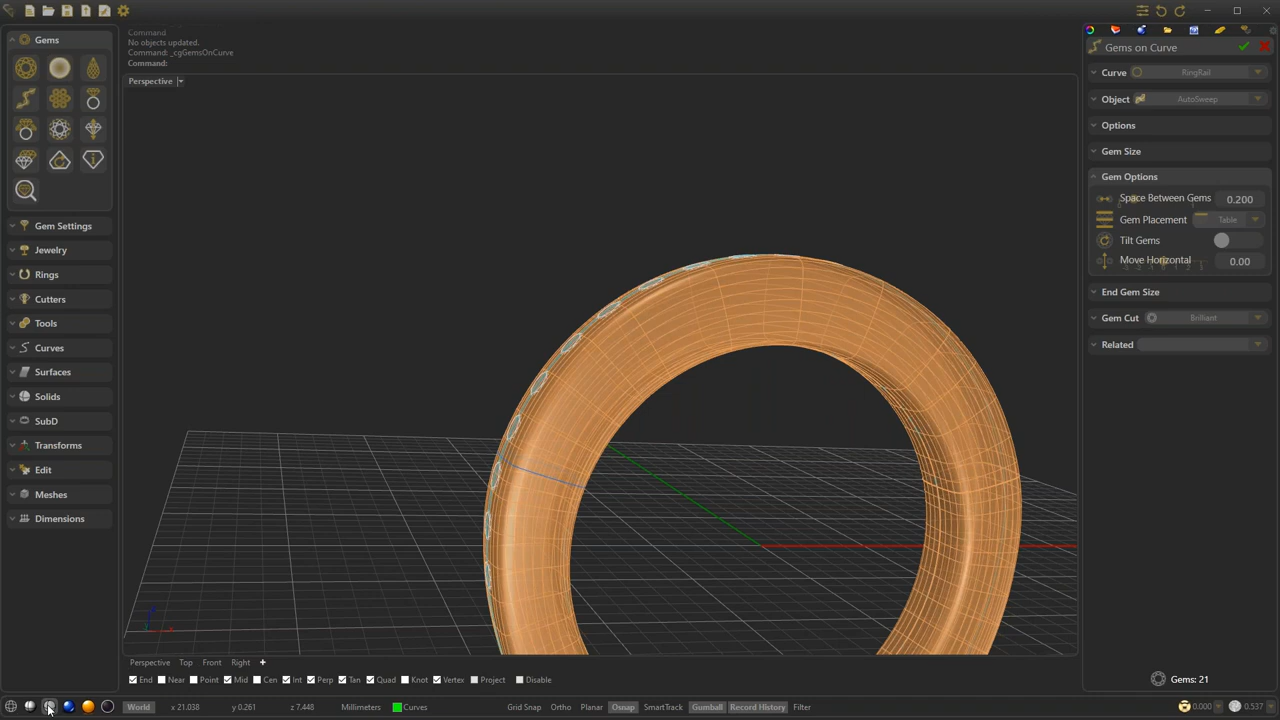 Command
No objects updated.
Command: _cgGemsOnCurve
Command:
Gems
Perspective
Gems on Curve
Curve RingRail
Object AutoSweep
Options
Gem Size
Gem Options
Space Between Gems 0.200
Gem Placement Table
Tilt Gems
Move Horizontal 0.00
End Gem Size
Gem Cut Brilliant
Related
Gem Settings
Jewelry
Rings
Cutters
Tools
Curves
Surfaces
Solids
SubD
Transforms
Edit
Meshes
Dimensions
Perspective Top Front Right
End Near Point Mid Cen Int Perp Tan Quad Knot Vertex Project Disable
Gems: 21
World x 21.038 y 0.261 z 7.448 Millimeters Curves Grid Snap Ortho Planar Osnap SmartTrack Gumball Record History Filter 0.000 0.537